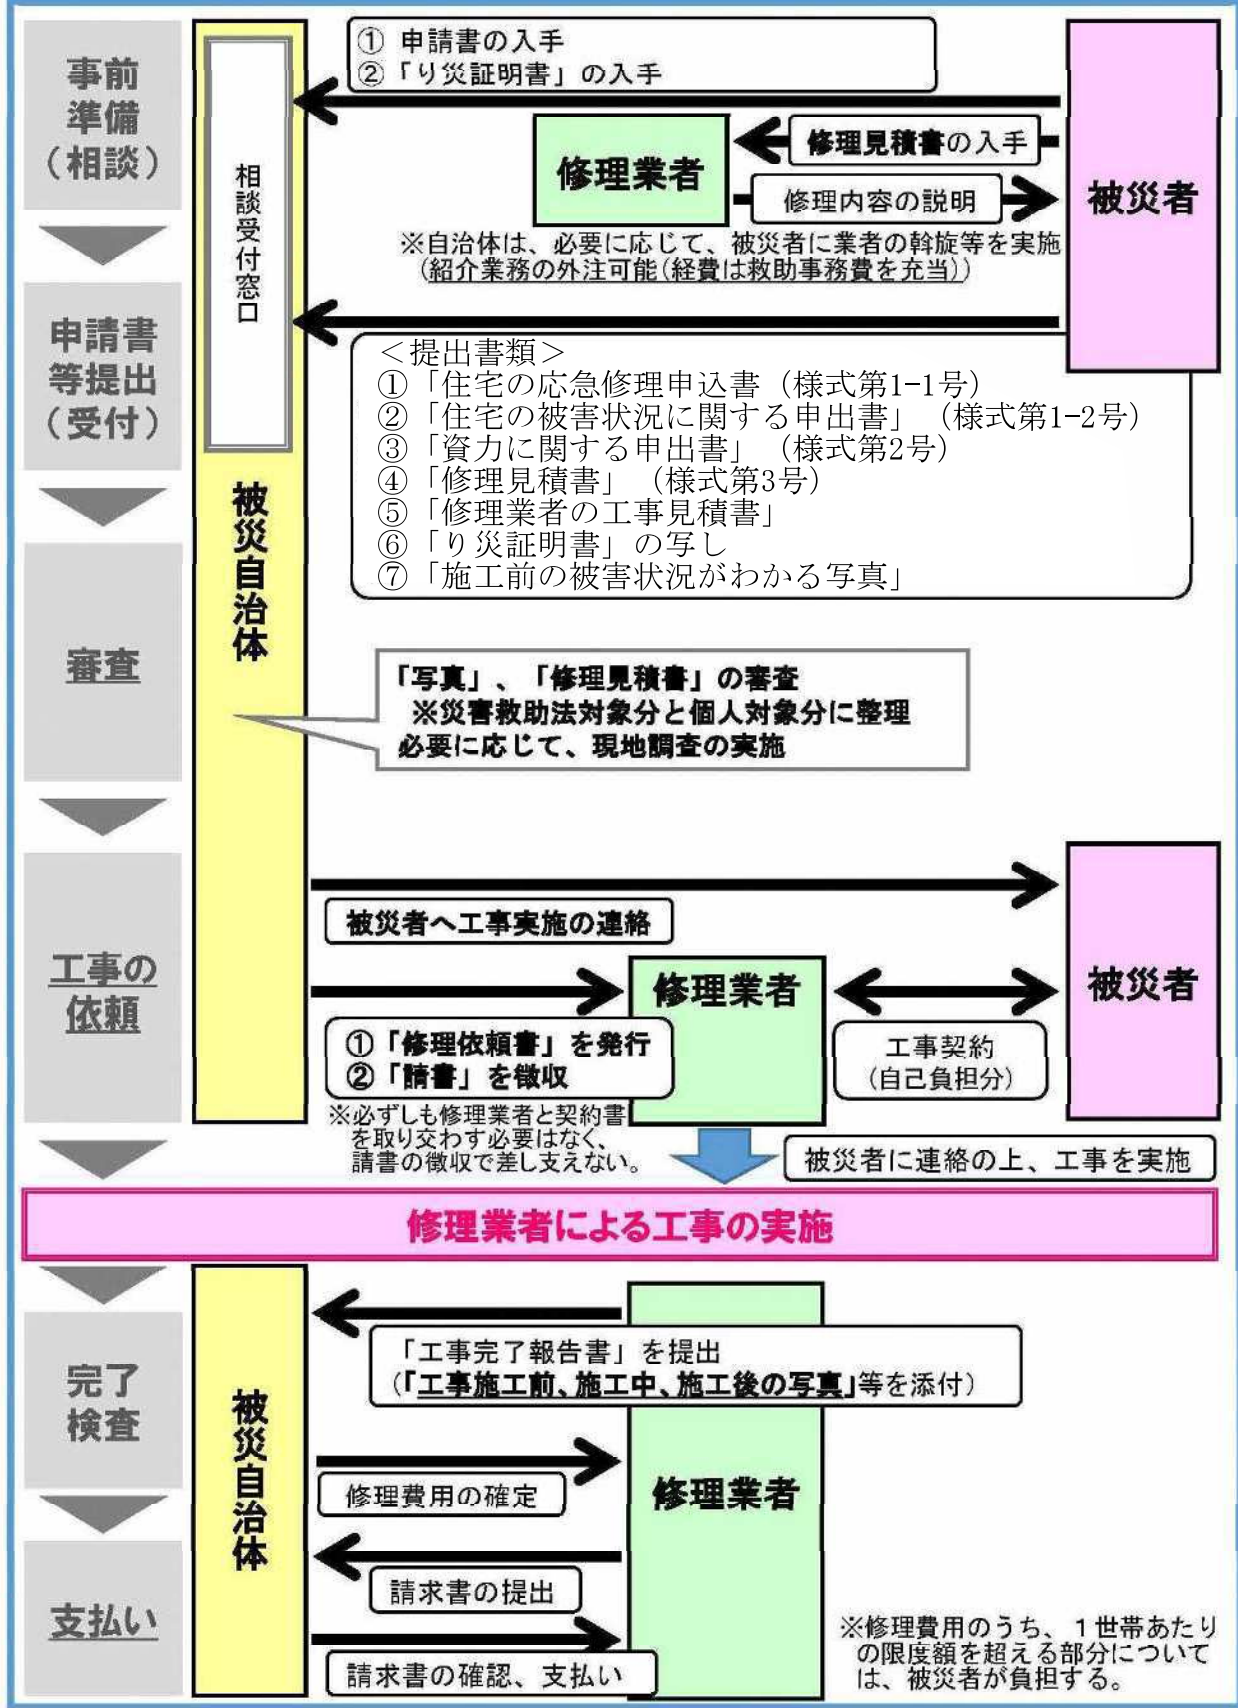 事前
準備
（相談）
① 申請書の入手
②「り災証明書」の入手
相談受付窓口
修理業者
修理見積書の入手
修理内容の説明
被災者
※自治体は、必要に応じて、被災者に業者の斡旋等を実施
（紹介業務の外注可能（経費は救助事務費を充当））
申請書
等提出
（受付）
＜提出書類＞
①「住宅の応急修理申込書（様式第1-1号）
②「住宅の被害状況に関する申出書」（様式第1-2号）
③「資力に関する申出書」（様式第2号）
④「修理見積書」（様式第3号）
⑤「修理業者の工事見積書」
⑥「り災証明書」の写し
⑦「施工前の被害状況がわかる写真」
被災自治体
審査
「写真」、「修理見積書」の審査
※災害救助法対象分と個人対象分に整理
必要に応じて、現地調査の実施
工事の
依頼
被災者へ工事実施の連絡
修理業者
被災者
①「修理依頼書」を発行
②「請書」を徴収
工事契約
（自己負担分）
※必ずしも修理業者と契約書
を取り交わす必要はなく、
請書の徴収で差し支えない。
被災者に連絡の上、工事を実施
修理業者による工事の実施
完了
検査
被災自治体
「工事完了報告書」を提出
（「工事施工前、施工中、施工後の写真」等を添付）
修理費用の確定
修理業者
支払い
請求書の提出
請求書の確認、支払い
※修理費用のうち、１世帯あたり
の限度額を超える部分について
は、被災者が負担する。